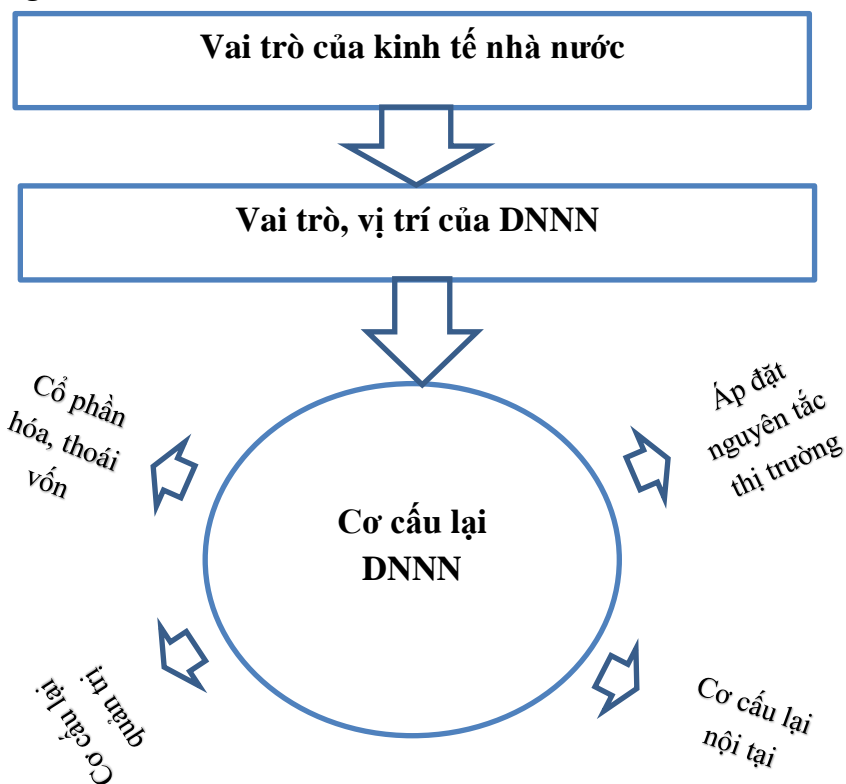 Vai trò của kinh tế nhà nước
Vai trò, vị trí của DNNN
Cổ phần
hóa, thoái
vốn
Áp đặt
nguyên tắc
thị trường
Cơ cấu lại
DNNN
Cơ cấu lại
quản trị
Cơ cấu lại
nội tại